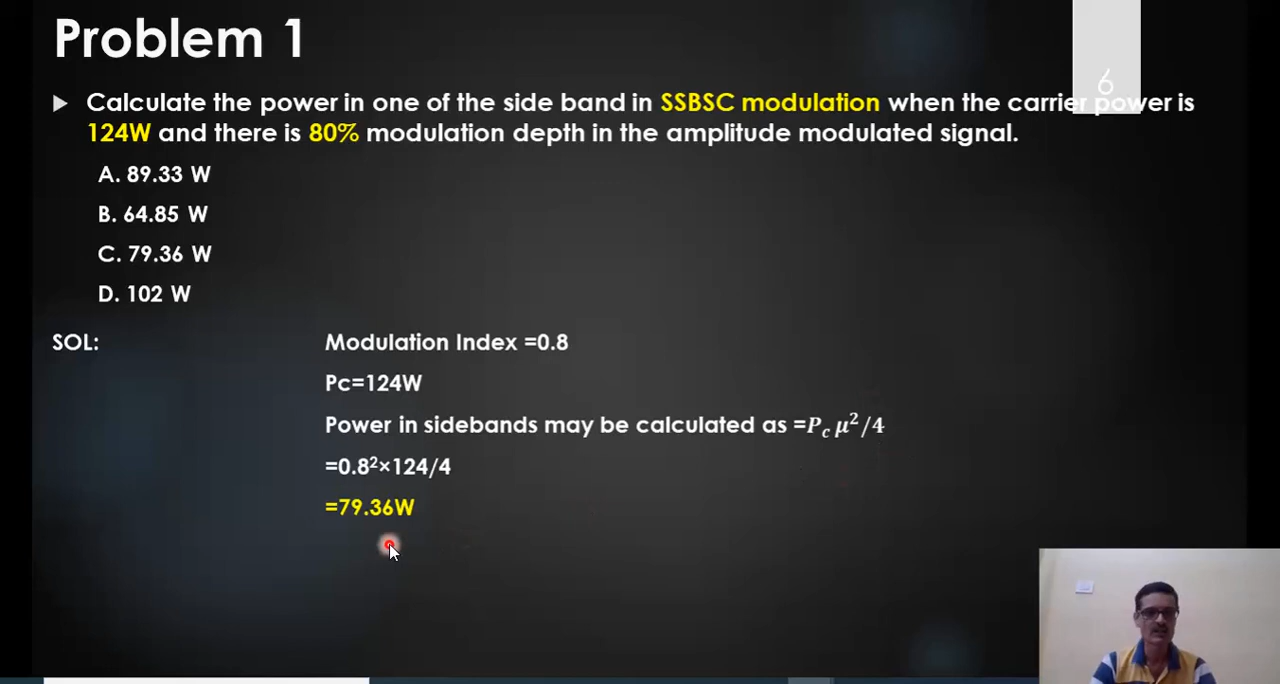 Problem 1
6
Calculate the power in one of the side band in SSBSC modulation when the carrier power is
124W and there is 80% modulation depth in the amplitude modulated signal.
A. 89.33 W
B. 64.85 W
C. 79.36 W
D. 102 W
SOL: Modulation Index =0.8
Pc=124W
Power in sidebands may be calculated as =𝑃𝑐 𝜇²/4
=0.8²×124/4
=79.36W